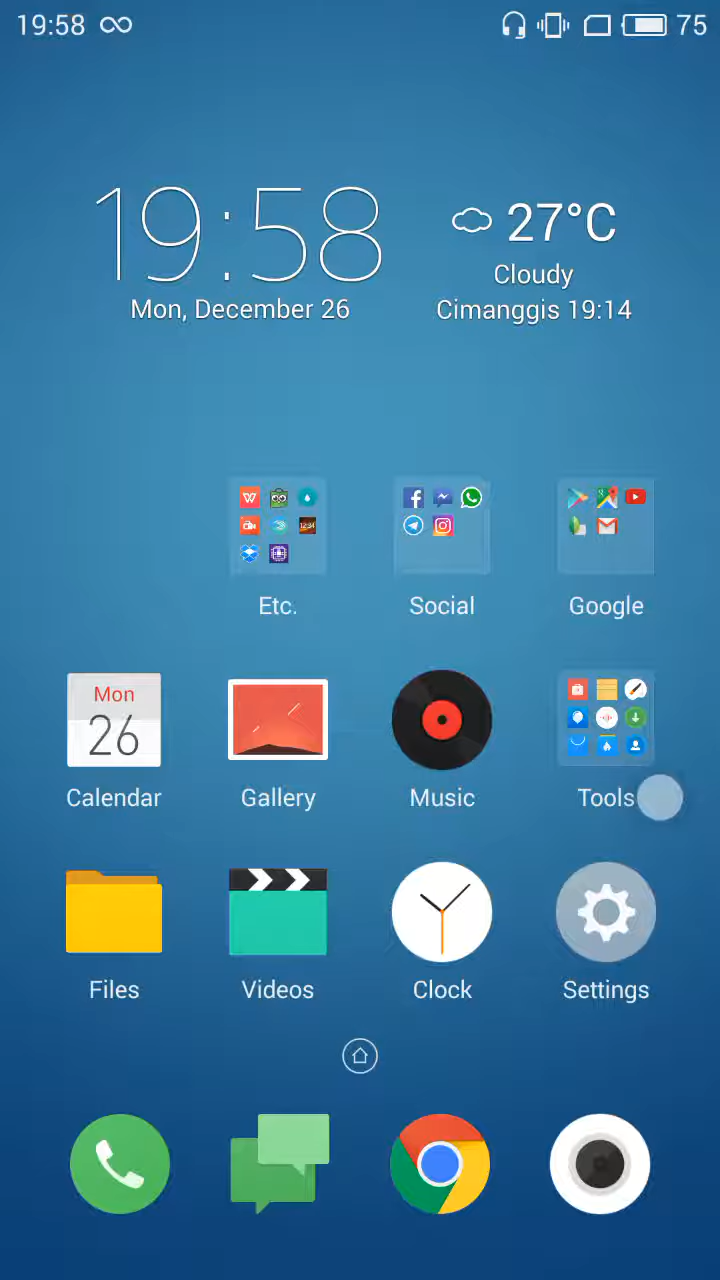 19:58
75
19:58
27°C
Cloudy
Mon, December 26
Cimanggis 19:14
Etc.
Social
Google
Mon
26
Calendar
Gallery
Music
Tools
Files
Videos
Clock
Settings